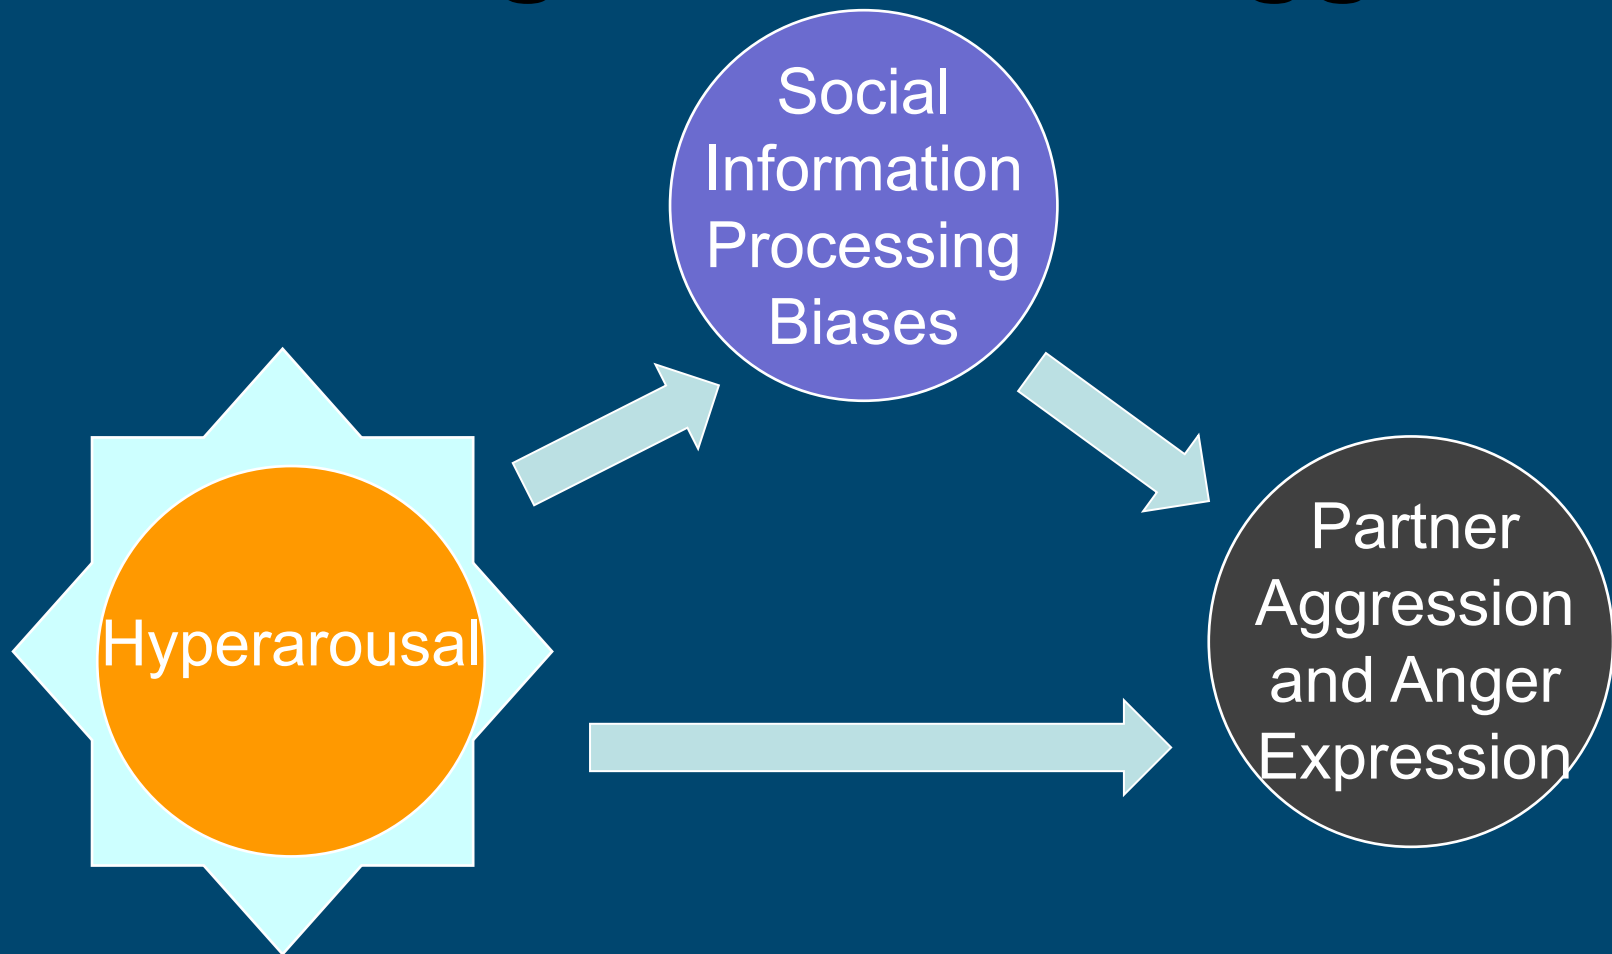 Social
Information
Processing
Biases
Hyperarousal
Partner
Aggression
and Anger
Expression